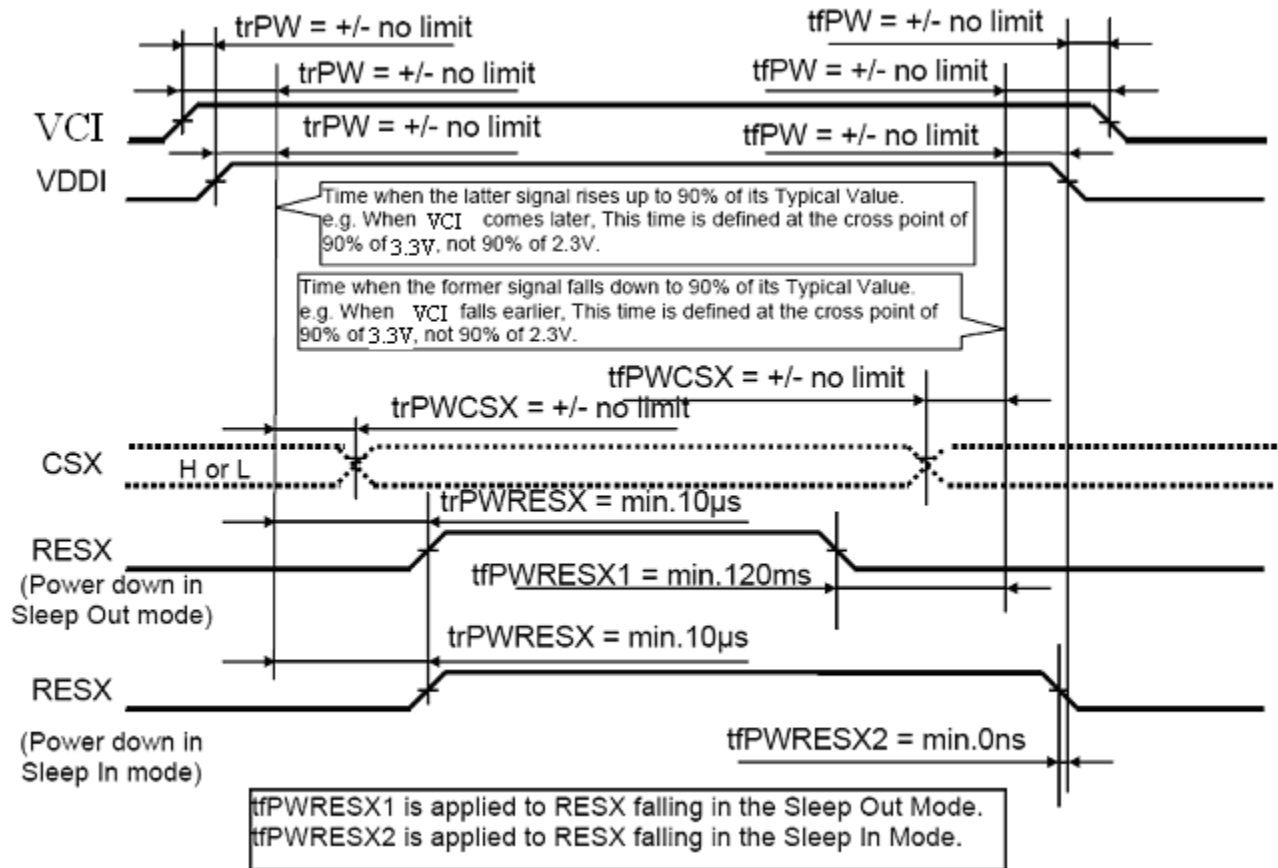 trPW = +/- no limit
tfPW = +/- no limit
trPW = +/- no limit
tfPW = +/- no limit
VCI
trPW = +/- no limit
tfPW = +/- no limit
VDDI
Time when the latter signal rises up to 90% of its Typical Value.
e.g. When VCI comes later, This time is defined at the cross point of
90% of 3.3V, not 90% of 2.3V.
Time when the former signal falls down to 90% of its Typical Value.
e.g. When VCI falls earlier, This time is defined at the cross point of
90% of 3.3V, not 90% of 2.3V.
tfPWCSX = +/- no limit
trPWCSX = +/- no limit
CSX
H or L
trPWRESX = min.10µs
RESX
(Power down in
Sleep Out mode)
tfPWRESX1 = min.120ms
trPWRESX = min.10µs
RESX
(Power down in
Sleep In mode)
tfPWRESX2 = min.0ns
tfPWRESX1 is applied to RESX falling in the Sleep Out Mode.
tfPWRESX2 is applied to RESX falling in the Sleep In Mode.